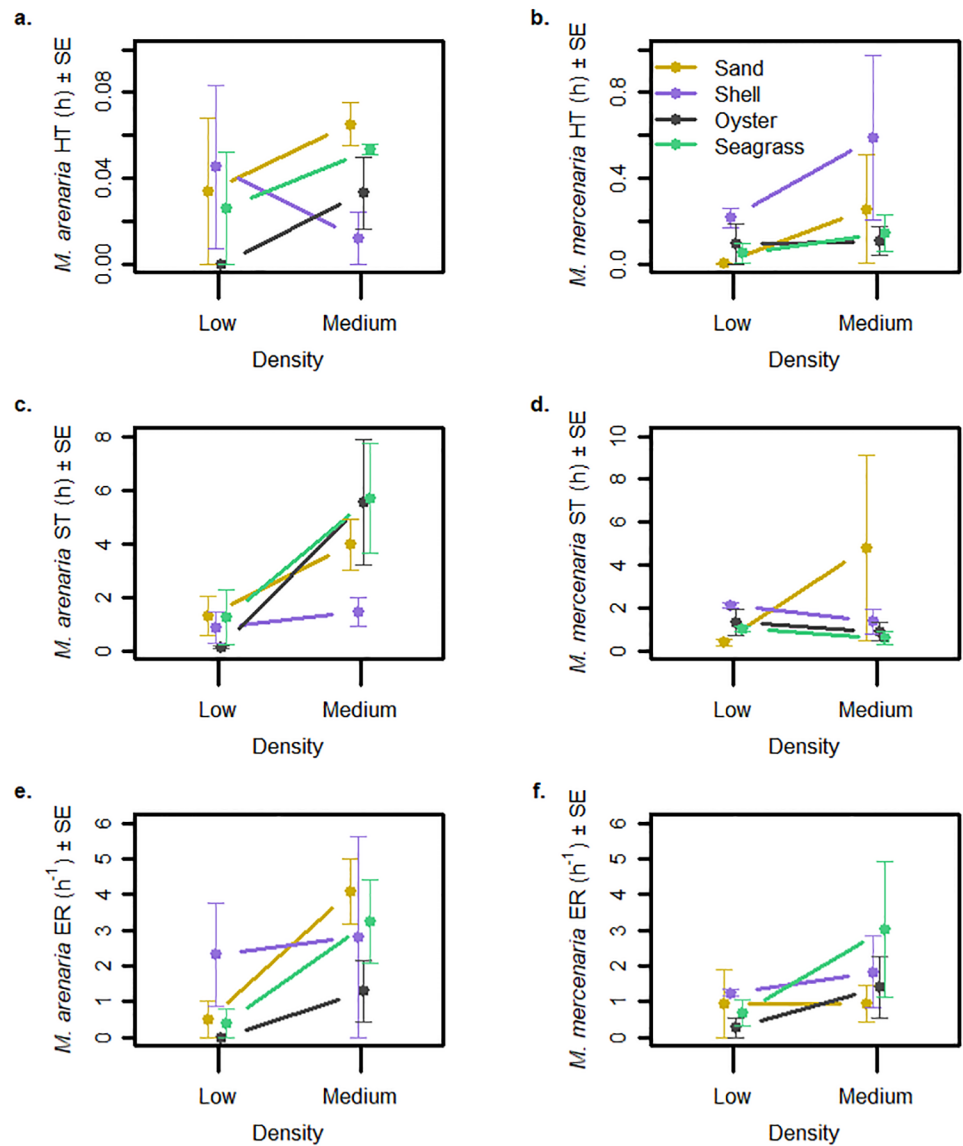 a.
M. arenaria HT (h) ± SE
0.00
0.04
0.08
Low
Medium
Density
b.
M. mercenaria HT (h) ± SE
0.0
0.4
0.8
Sand
Shell
Oyster
Seagrass
Low
Medium
Density
c.
M. arenaria ST (h) ± SE
0
2
4
6
8
Low
Medium
Density
d.
M. mercenaria ST (h) ± SE
0
2
4
6
8
10
Low
Medium
Density
e.
M. arenaria ER (h⁻¹) ± SE
0
1
2
3
4
5
6
Low
Medium
Density
f.
M. mercenaria ER (h⁻¹) ± SE
0
1
2
3
4
5
6
Low
Medium
Density